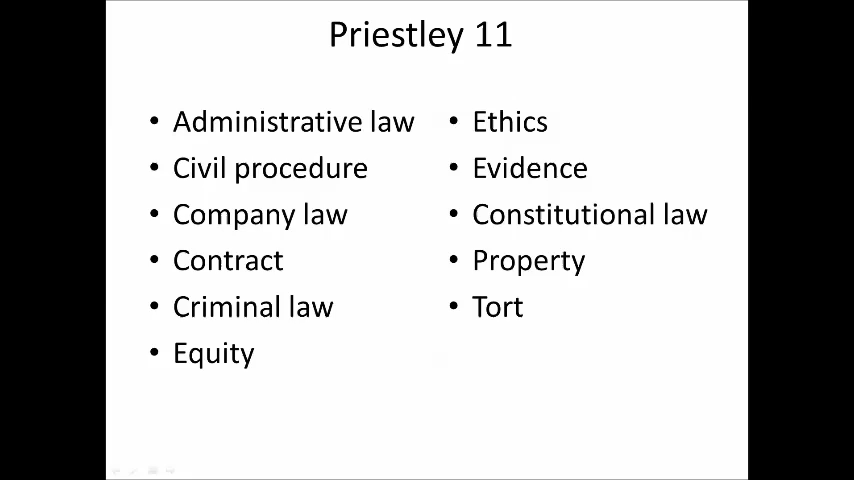 Priestley 11
• Administrative law
• Civil procedure
• Company law
• Contract
• Criminal law
• Equity
• Ethics
• Evidence
• Constitutional law
• Property
• Tort